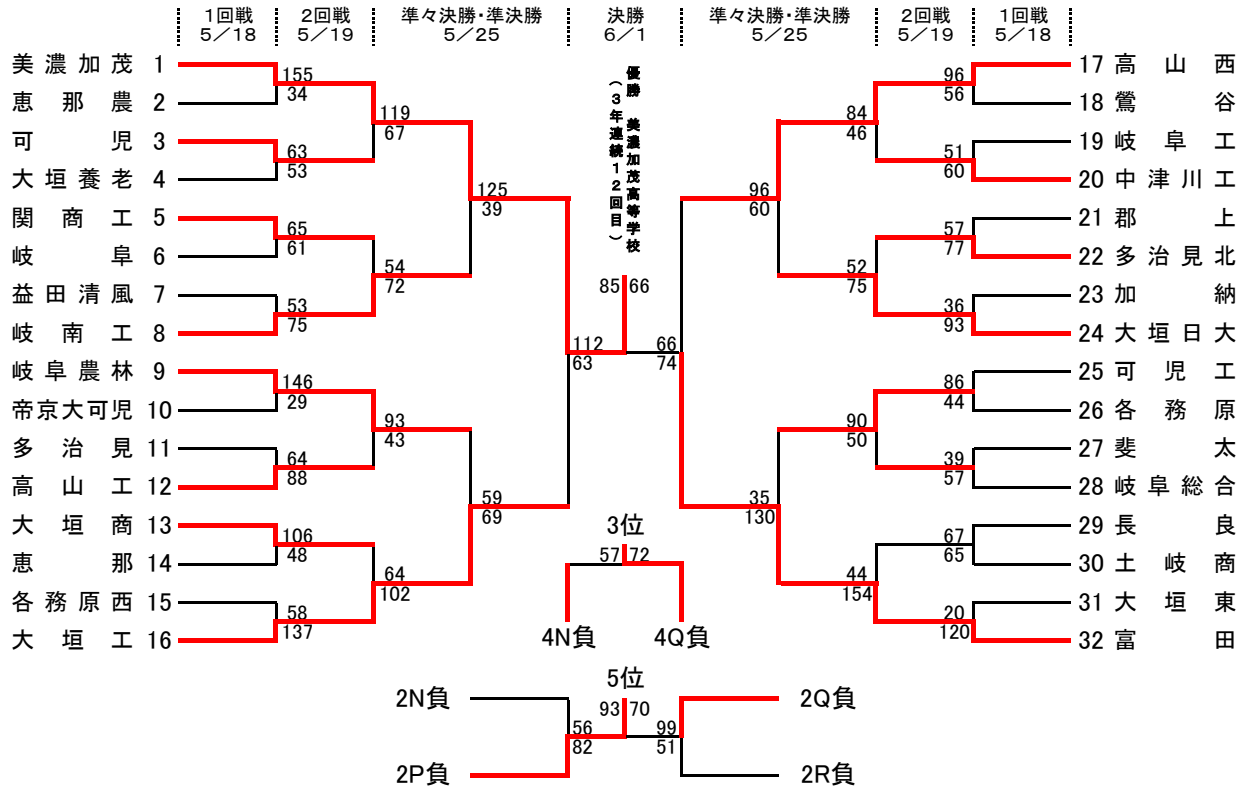 1回戦 2回戦 準々決勝・準決勝 決勝 準々決勝・準決勝 2回戦 1回戦
5/18 5/19 5/25 6/1 5/25 5/19 5/18
優勝 美濃加茂高等学校
(3年連続12回目)
美濃加茂 1
恵那農 2
可児 3
大垣養老 4
関商工 5
岐阜 6
益田清風 7
岐南工 8
岐阜農林 9
帝京大可児 10
多治見 11
高山工 12
大垣商 13
恵那 14
各務原西 15
大垣工 16
155
34
63
53
65
61
53
75
146
29
64
88
106
48
58
137
119
67
54
72
93
43
64
102
125
39
59
69
112
63
85 66
66
74
96
60
35
130
84
46
52
75
90
50
44
154
96
56
51
60
57
77
36
93
86
44
39
57
67
65
20
120
17 高山西
18 鶯谷
19 岐阜工
20 中津川工
21 郡上
22 多治見北
23 加納
24 大垣日大
25 可児工
26 各務原
27 斐太
28 岐阜総合
29 長良
30 土岐商
31 大垣東
32 富田
3位
57 72
4N負 4Q負
5位
93 70
2N負
56
82
2P負
2Q負
99
51
2R負